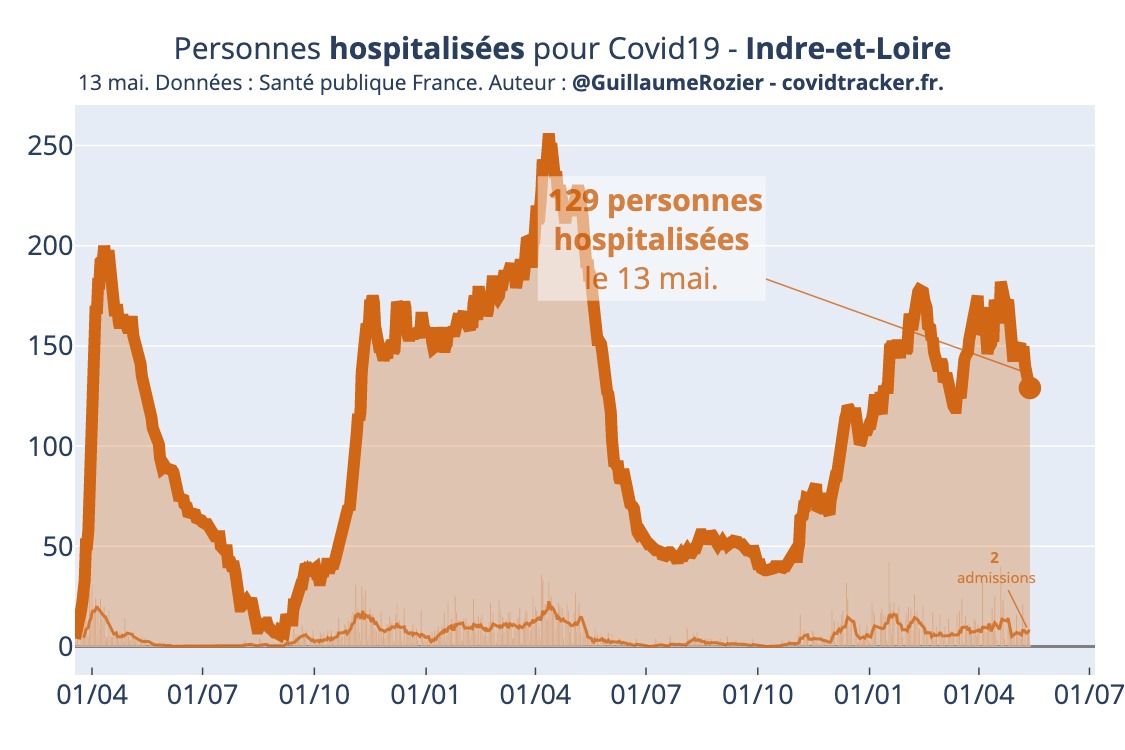 Personnes hospitalisées pour Covid19 - Indre-et-Loire
13 mai. Données : Santé publique France. Auteur : @GuillaumeRozier - covidtracker.fr.
250
200
150
100
50
0
129 personnes
hospitalisées
le 13 mai.
2
admissions
01/04 01/07 01/10 01/01 01/04 01/07 01/10 01/01 01/04 01/07